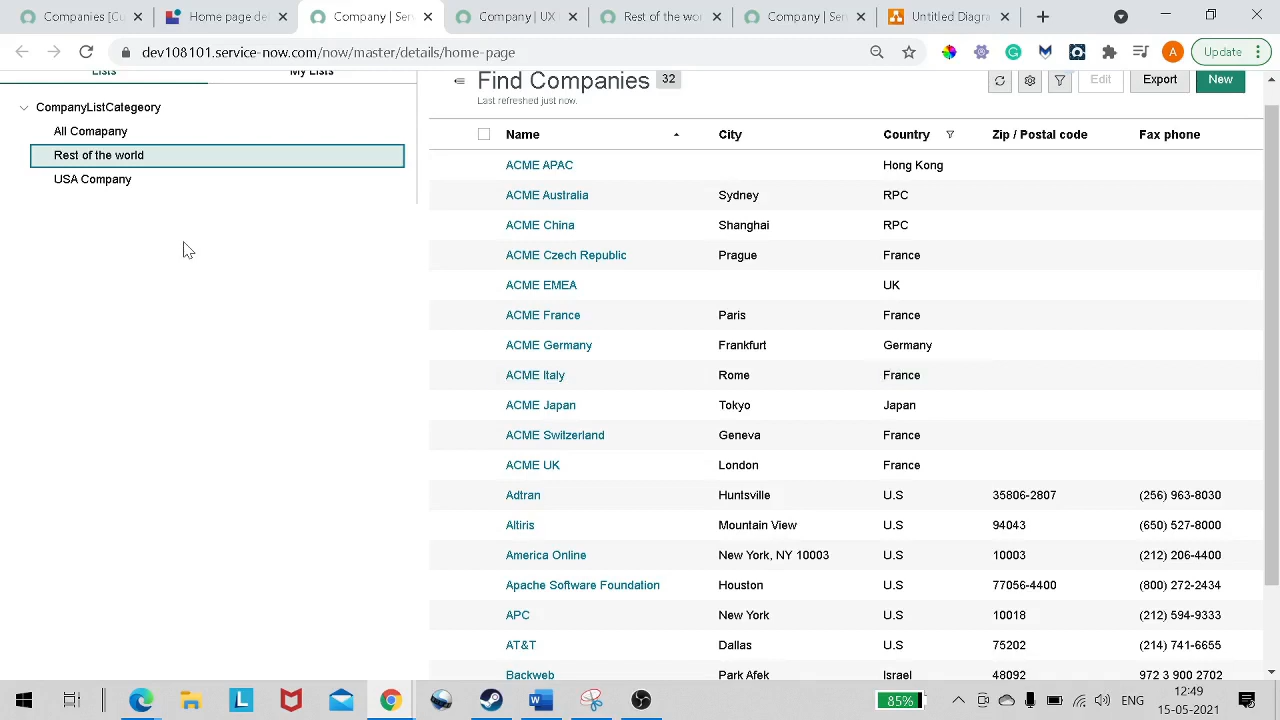 Companies [C
Home page [
Company | Ser
Companies | U
Rest of the wo
Company | Ser
Untitled Diagra
dev108101.service-now.com/now/master/details/home-page
A
Update
Lists
My Lists
CompanyListCategeory
All Comapany
Rest of the world
USA Company
Find Companies 32
Last refreshed just now.
Edit
Export
New
Name City Country Zip / Postal code Fax phone
ACME APAC Hong Kong
ACME Australia Sydney RPC
ACME China Shanghai RPC
ACME Czech Republic Prague France
ACME EMEA UK
ACME France Paris France
ACME Germany Frankfurt Germany
ACME Italy Rome France
ACME Japan Tokyo Japan
ACME Switzerland Geneva France
ACME UK London France
Adtran Huntsville U.S 35806-2807 (256) 963-8030
Altiris Mountain View U.S 94043 (650) 527-8000
America Online New York, NY 10003 U.S 10003 (212) 206-4400
Apache Software Foundation Houston U.S 77056-4400 (800) 272-2434
APC New York U.S 10018 (212) 594-9333
AT&T Dallas U.S 75202 (214) 741-6655
Backweb Park Afek Israel 48092 972 3 900 2702
85%
ENG
12:49
15-05-2021